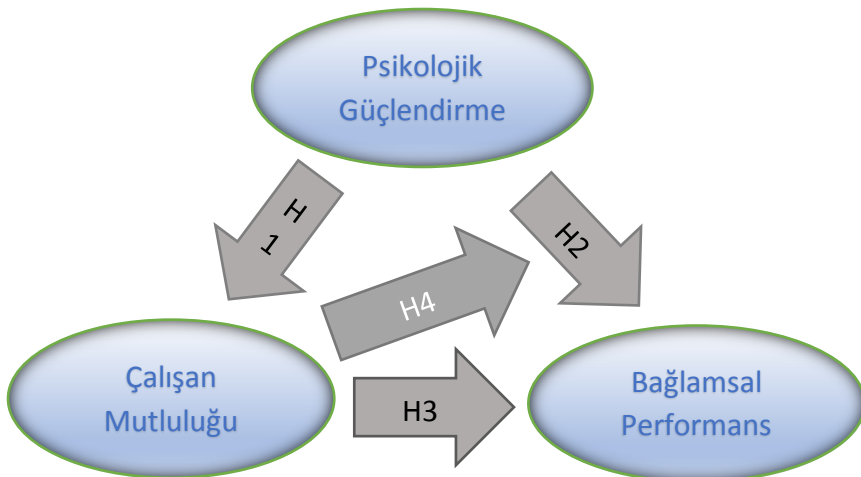 Psikolojik
Güçlendirme
H
1
H2
H4
Çalışan
Mutluluğu
H3
Bağlamsal
Performans